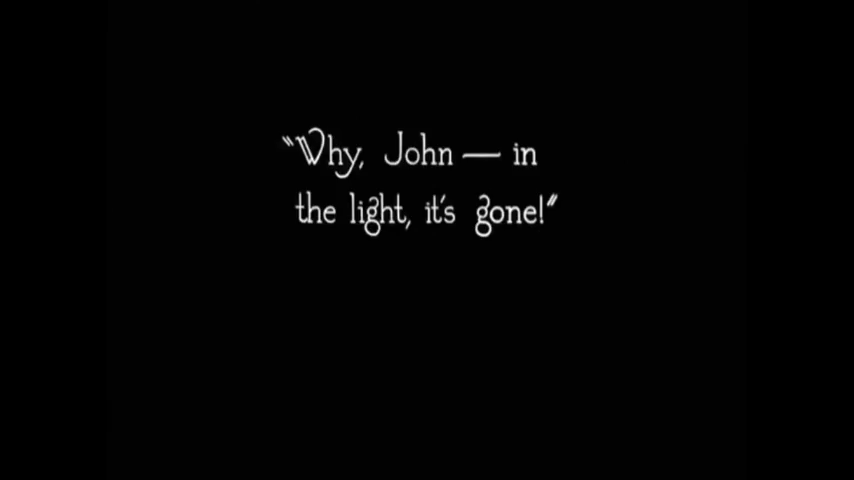 "Why, John — in
the light, it's gone!"